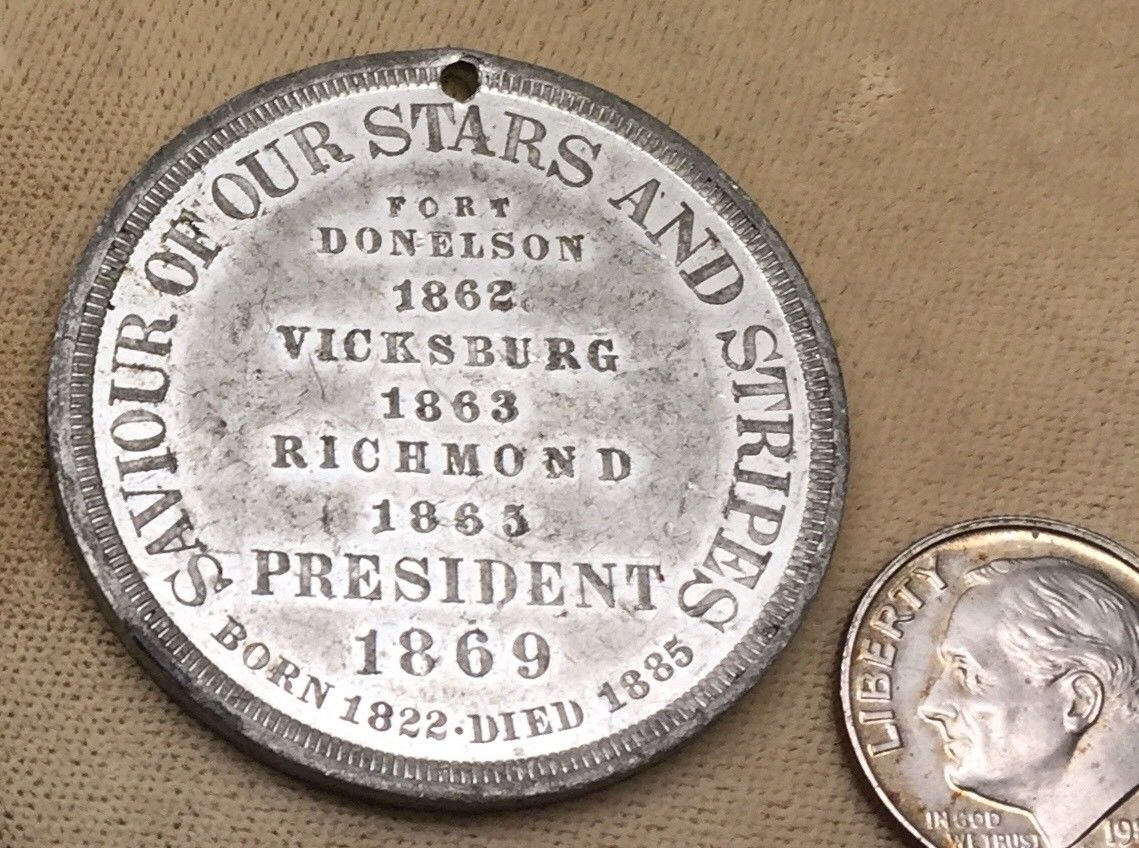 SAVIOUR OF OUR STARS AND STRIPES
FORT
DONELSON
1862
VICKSBURG
1863
RICHMOND
1865
PRESIDENT
1869
BORN 1822·DIED 1885
LIBERTY
IN GOD
WE TRUST